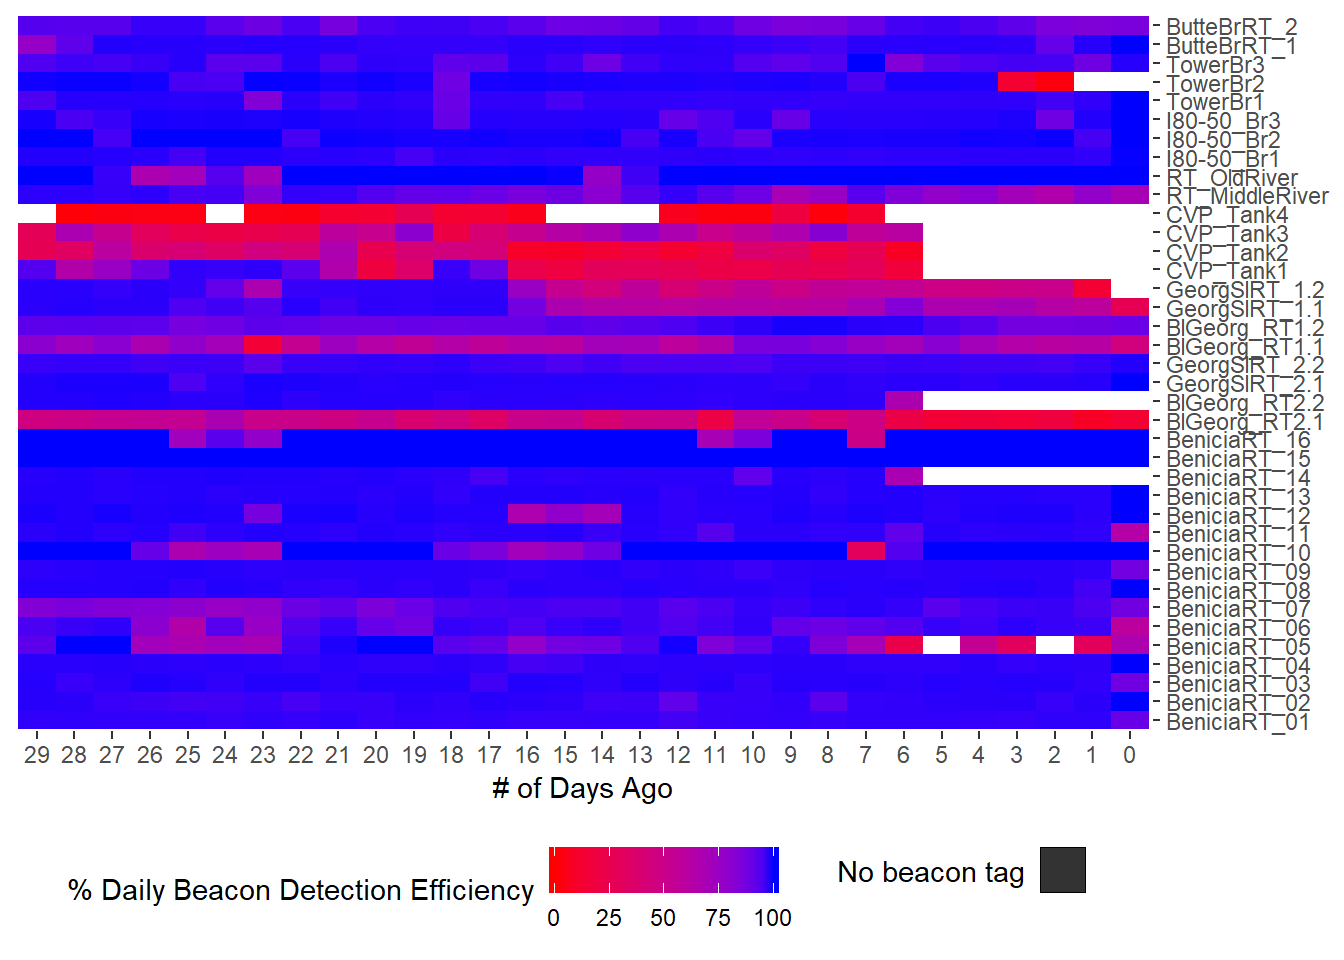 ButteBrRT_2
ButteBrRT_1
TowerBr3
TowerBr2
TowerBr1
I80-50_Br3
I80-50_Br2
I80-50_Br1
RT_OldRiver
RT_MiddleRiver
CVP_Tank4
CVP_Tank3
CVP_Tank2
CVP_Tank1
GeorgSlRT_1.2
GeorgSlRT_1.1
BlGeorg_RT1.2
BlGeorg_RT1.1
GeorgSlRT_2.2
GeorgSlRT_2.1
BlGeorg_RT2.2
BlGeorg_RT2.1
BeniciaRT_16
BeniciaRT_15
BeniciaRT_14
BeniciaRT_13
BeniciaRT_12
BeniciaRT_11
BeniciaRT_10
BeniciaRT_09
BeniciaRT_08
BeniciaRT_07
BeniciaRT_06
BeniciaRT_05
BeniciaRT_04
BeniciaRT_03
BeniciaRT_02
BeniciaRT_01
29 28 27 26 25 24 23 22 21 20 19 18 17 16 15 14 13 12 11 10 9 8 7 6 5 4 3 2 1 0
# of Days Ago
% Daily Beacon Detection Efficiency
0 25 50 75 100
No beacon tag